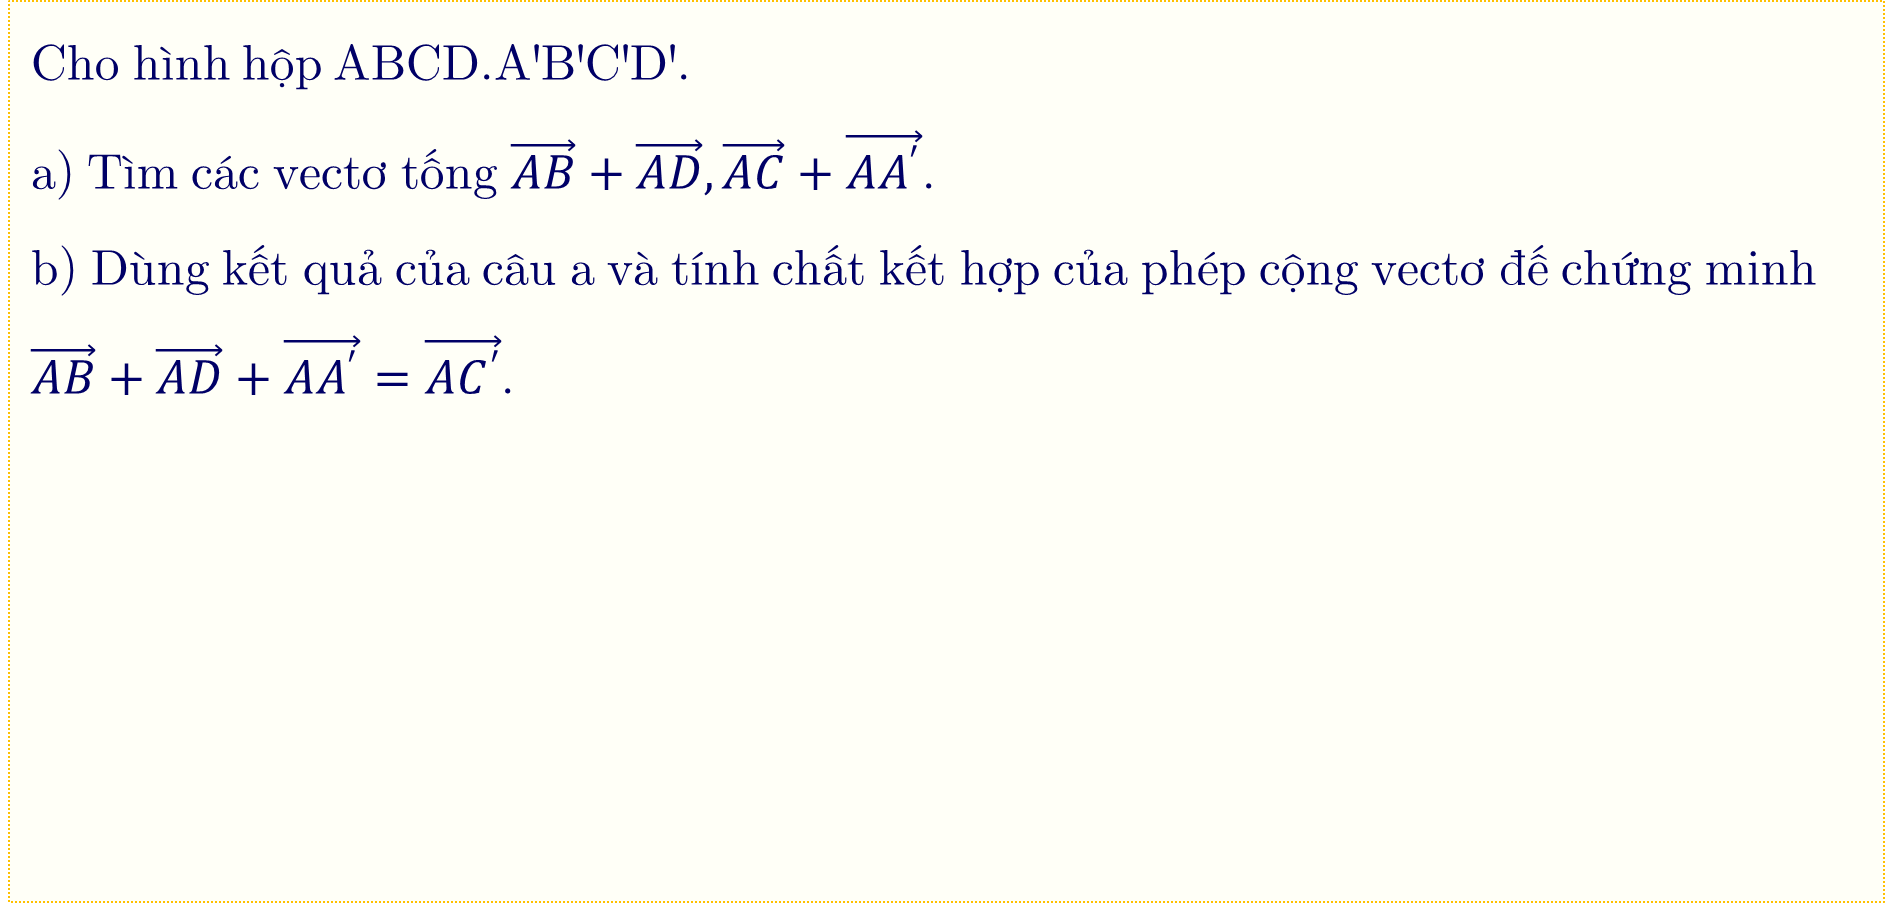 Cho hình hộp ABCD.A'B'C'D'.
a) Tìm các vectơ tổng $\overrightarrow{AB} + \overrightarrow{AD}, \overrightarrow{AC} + \overrightarrow{AA'}$.
b) Dùng kết quả của câu a và tính chất kết hợp của phép cộng vectơ để chứng minh
$\overrightarrow{AB} + \overrightarrow{AD} + \overrightarrow{AA'} = \overrightarrow{AC'}$.